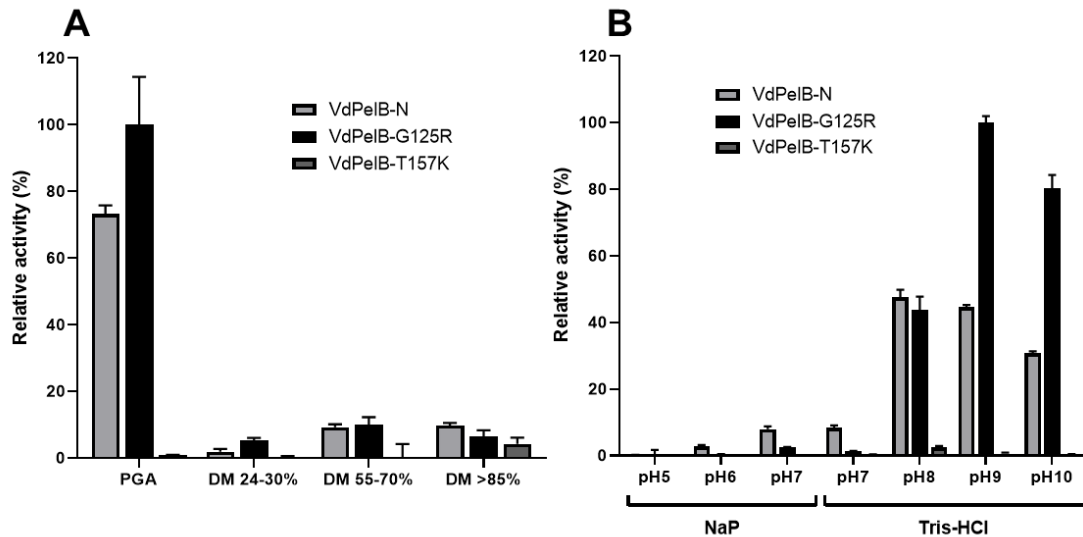 A
Relative activity (%)
120
100
80
60
40
20
0
VdPelB-N
VdPelB-G125R
VdPelB-T157K
PGA DM 24-30% DM 55-70% DM >85%
B
Relative activity (%)
120
100
80
60
40
20
0
VdPelB-N
VdPelB-G125R
VdPelB-T157K
pH5 pH6 pH7 pH7 pH8 pH9 pH10
NaP Tris-HCl